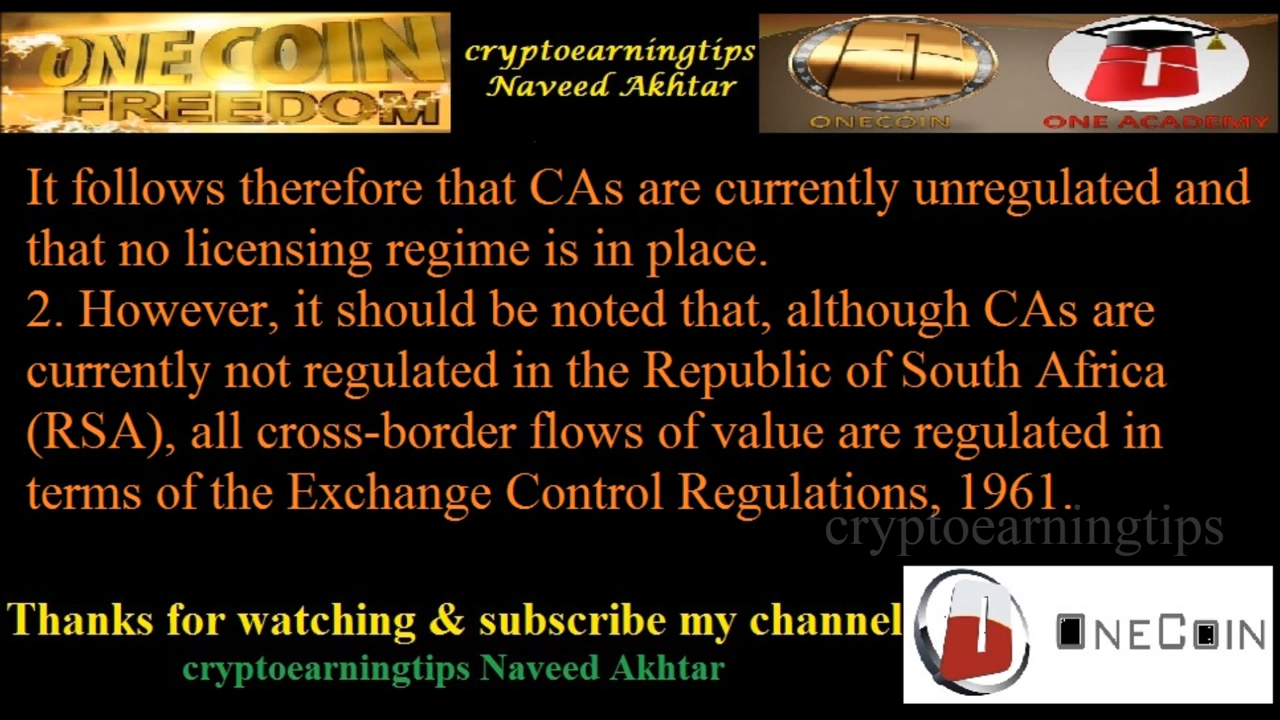 ONE COIN
FREEDOM
cryptoearningtips
Naveed Akhtar
ONECOIN
ONE ACADEMY
It follows therefore that CAs are currently unregulated and
that no licensing regime is in place.
2. However, it should be noted that, although CAs are
currently not regulated in the Republic of South Africa
(RSA), all cross-border flows of value are regulated in
terms of the Exchange Control Regulations, 1961.
cryptoearningtips
Thanks for watching & subscribe my channel
cryptoearningtips Naveed Akhtar
ONECOIN